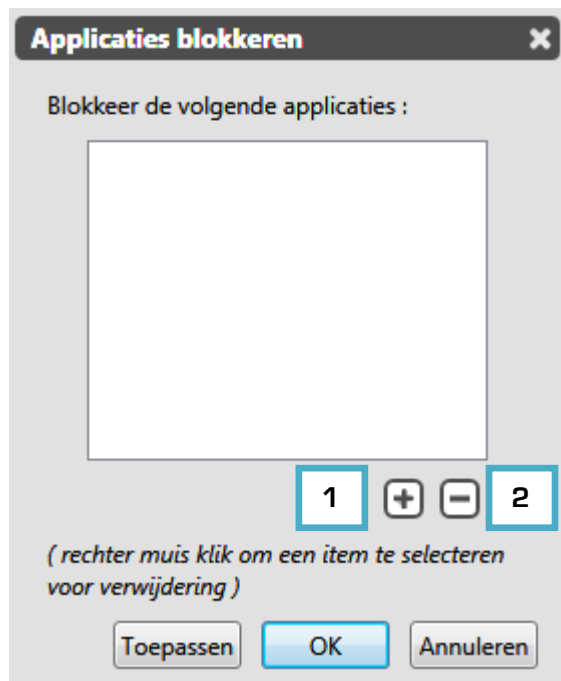 Applicaties blokkeren
Blokkeer de volgende applicaties :
1 2
( rechter muis klik om een item te selecteren
voor verwijdering )
Toepassen OK Annuleren